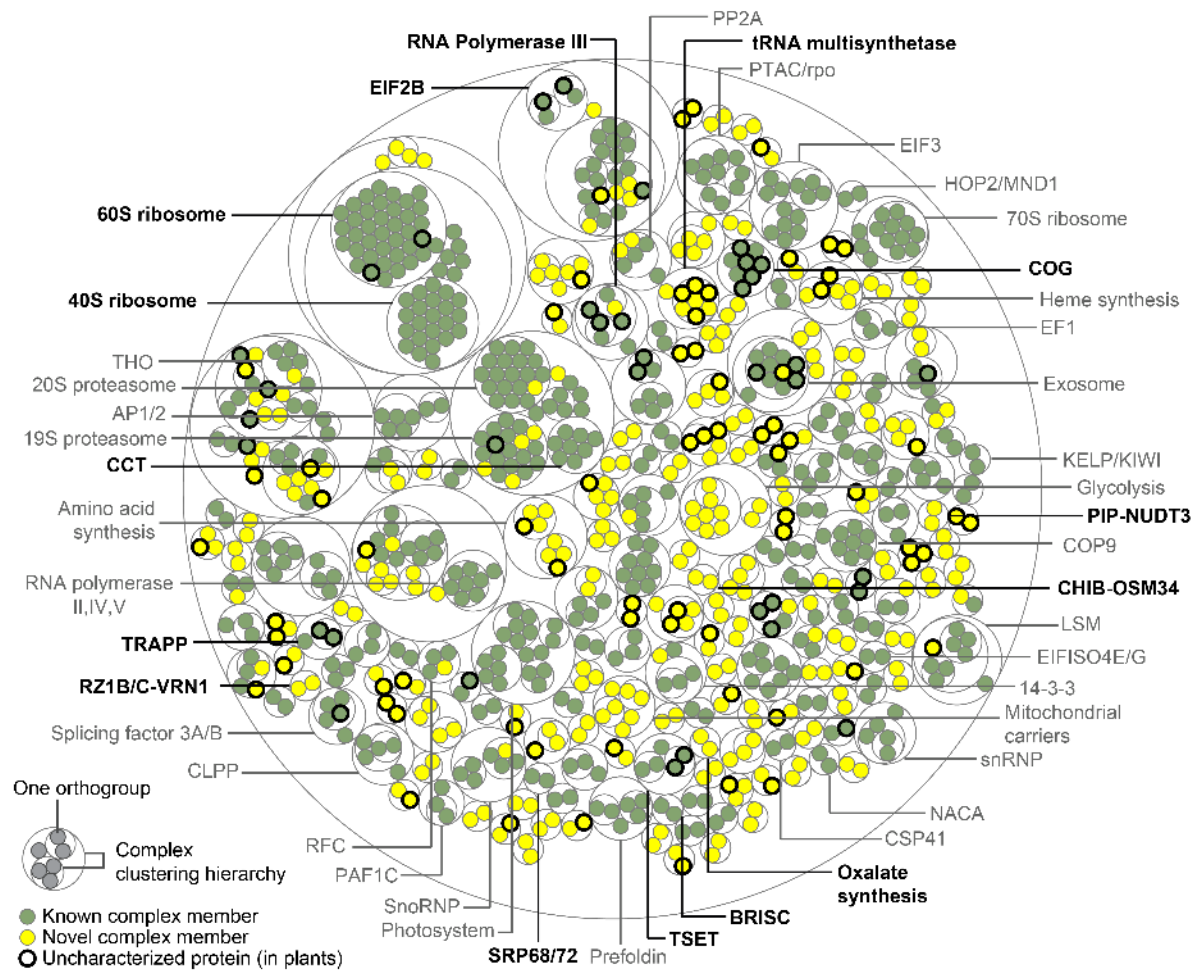 PP2A
RNA Polymerase III
tRNA multisynthetase
PTAC/rpo
EIF2B
EIF3
HOP2/MND1
60S ribosome
70S ribosome
COG
40S ribosome
Heme synthesis
EF1
THO
20S proteasome
Exosome
AP1/2
19S proteasome
CCT
KELP/KIWI
Glycolysis
Amino acid
synthesis
PIP-NUDT3
COP9
RNA polymerase
II,IV,V
CHIB-OSM34
LSM
TRAPP
EIFISO4E/G
RZ1B/C-VRN1
14-3-3
Mitochondrial
carriers
Splicing factor 3A/B
snRNP
CLPP
One orthogroup
NACA
CSP41
Complex
clustering hierarchy
RFC
PAF1C
Oxalate
synthesis
SnoRNP
Photosystem
BRISC
TSET
SRP68/72
Prefoldin
Known complex member
Novel complex member
Uncharacterized protein (in plants)